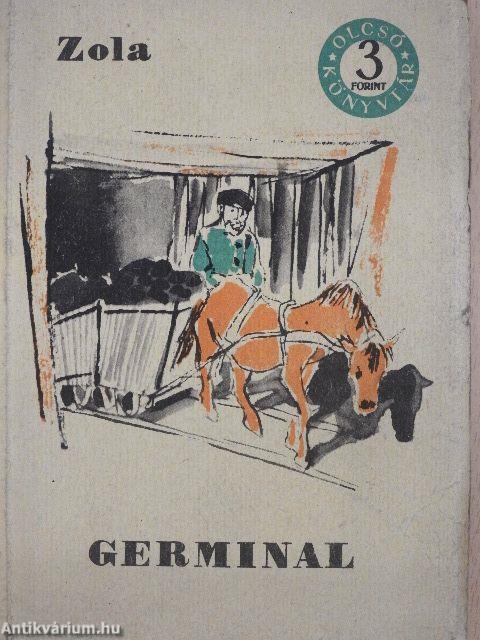 Zola
OLCSÓ
3
FORINT
KÖNYVTÁR
GERMINAL
Antikvárium.hu